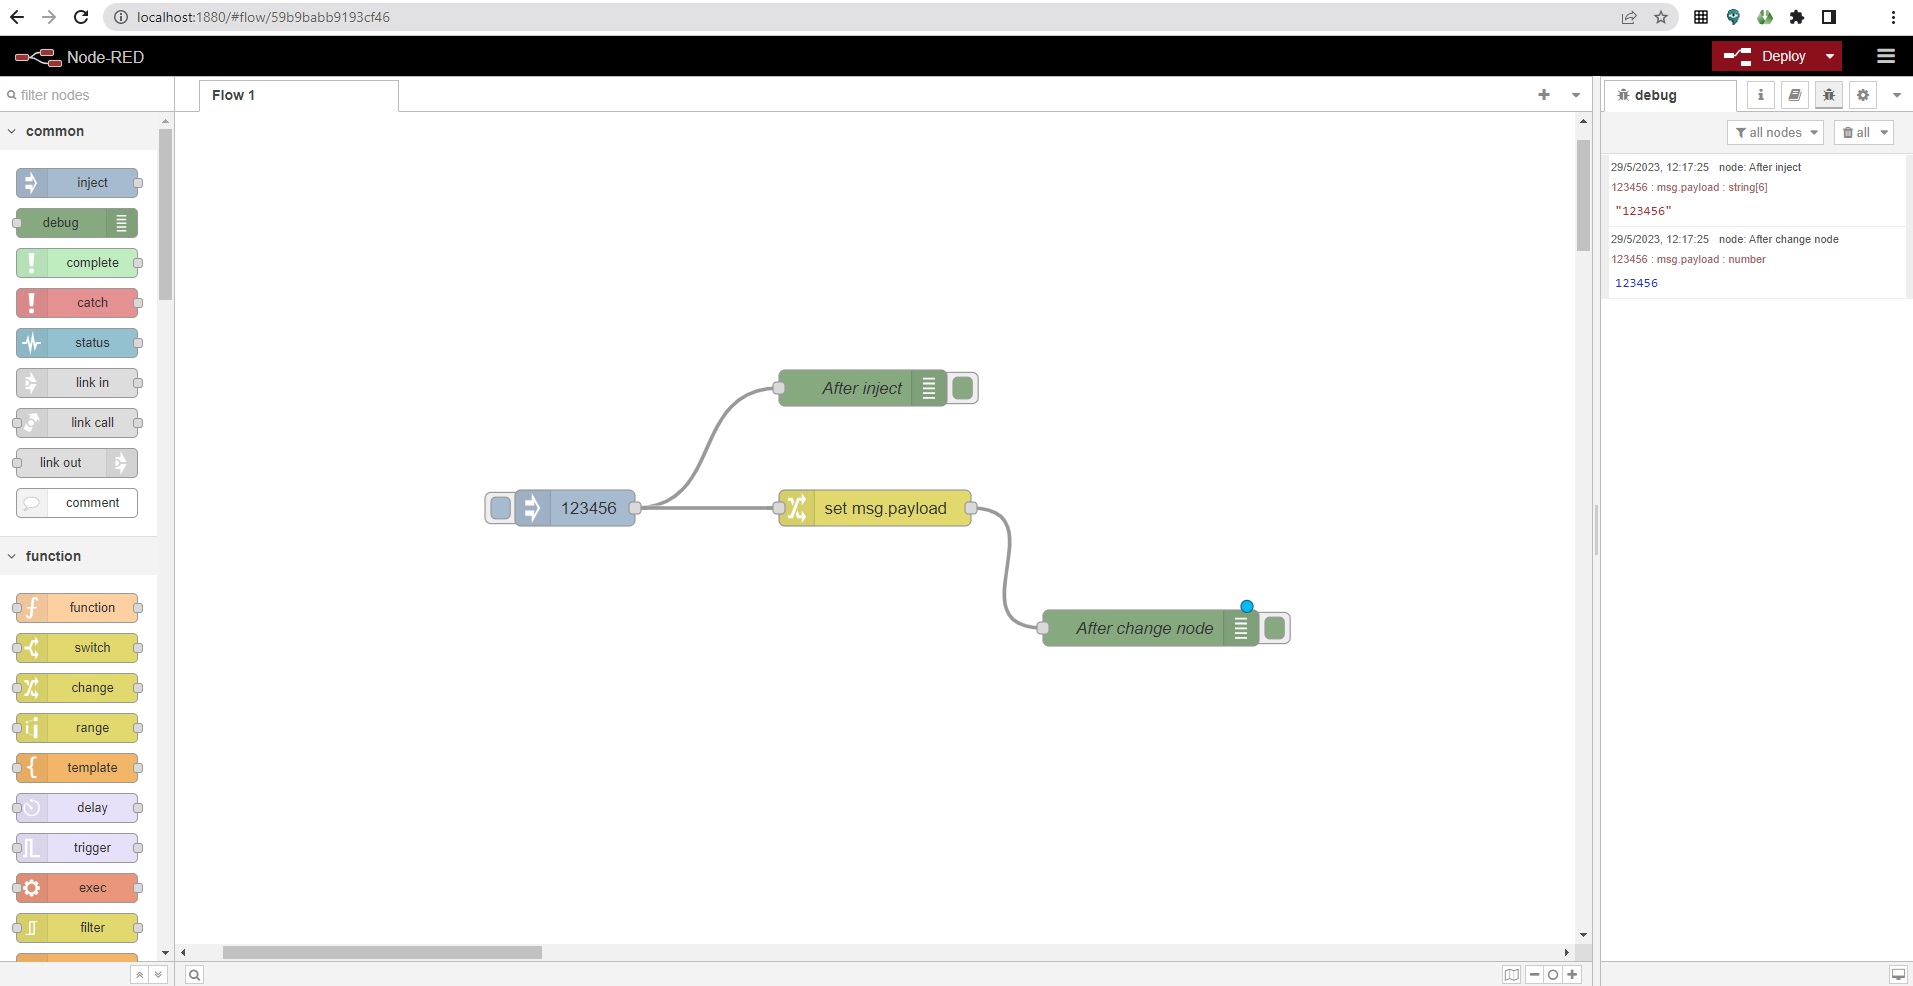 localhost:1880/#flow/59b9babb9193cf46
Node-RED
Deploy
filter nodes
Flow 1
debug
common
all nodes
all
inject
debug
complete
catch
status
link in
link call
link out
comment
function
function
switch
change
range
template
delay
trigger
exec
filter
After inject
123456
set msg.payload
After change node
29/5/2023, 12:17:25 node: After inject
123456 : msg.payload : string[6]
"123456"
29/5/2023, 12:17:25 node: After change node
123456 : msg.payload : number
123456